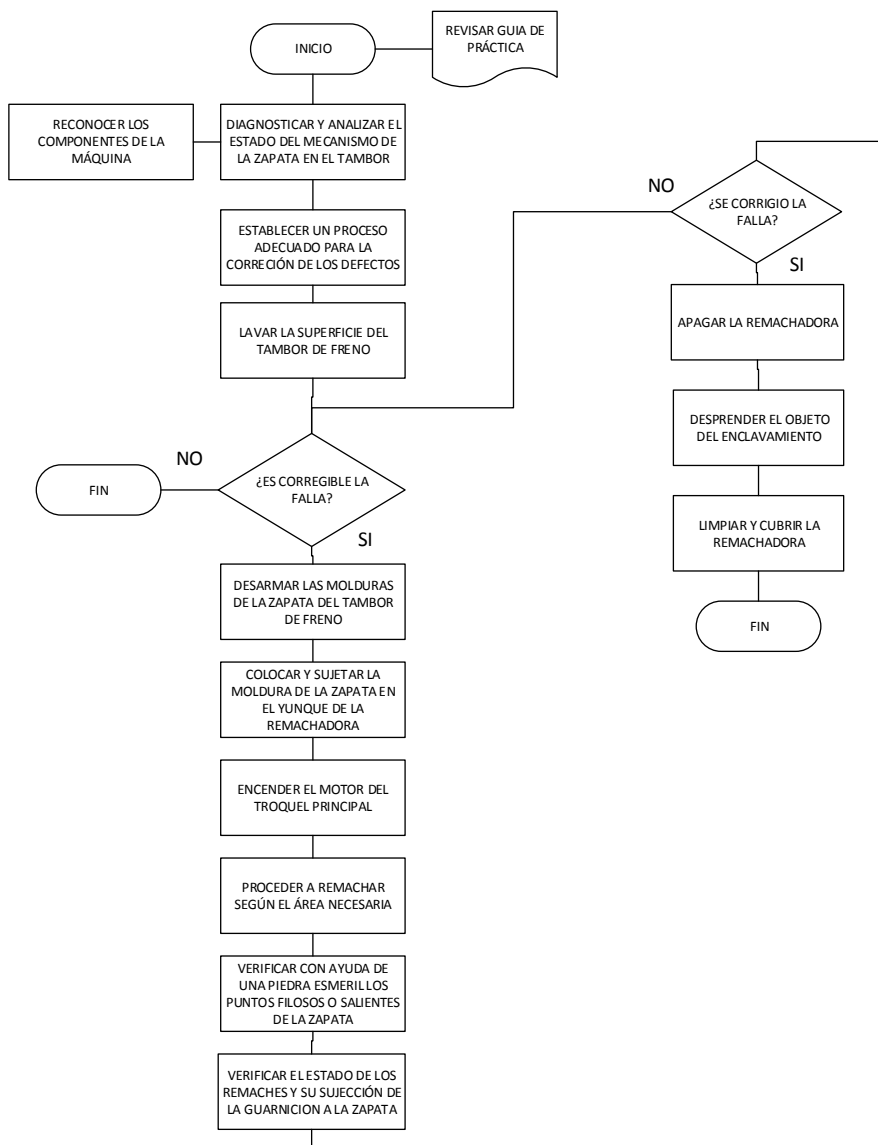 INICIO
REVISAR GUIA DE
PRÁCTICA
RECONOCER LOS
COMPONENTES DE LA
MÁQUINA
DIAGNOSTICAR Y ANALIZAR EL
ESTADO DEL MECANISMO DE
LA ZAPATA EN EL TAMBOR
ESTABLECER UN PROCESO
ADECUADO PARA LA
CORRECIÓN DE LOS DEFECTOS
LAVAR LA SUPERFICIE DEL
TAMBOR DE FRENO
NO
¿ES CORREGIBLE LA
FALLA?
FIN
SI
DESARMAR LAS MOLDURAS
DE LA ZAPATA DEL TAMBOR
DE FRENO
COLOCAR Y SUJETAR LA
MOLDURA DE LA ZAPATA EN
EL YUNQUE DE LA
REMACHADORA
ENCENDER EL MOTOR DEL
TROQUEL PRINCIPAL
PROCEDER A REMACHAR
SEGÚN EL ÁREA NECESARIA
VERIFICAR CON AYUDA DE
UNA PIEDRA ESMERIL LOS
PUNTOS FILOSOS O SALIENTES
DE LA ZAPATA
VERIFICAR EL ESTADO DE LOS
REMACHES Y SU SUJECCIÓN DE
LA GUARNICION A LA ZAPATA
NO
¿SE CORRIGIO LA
FALLA?
SI
APAGAR LA REMACHADORA
DESPRENDER EL OBJETO
DEL ENCLAVAMIENTO
LIMPIAR Y CUBRIR LA
REMACHADORA
FIN